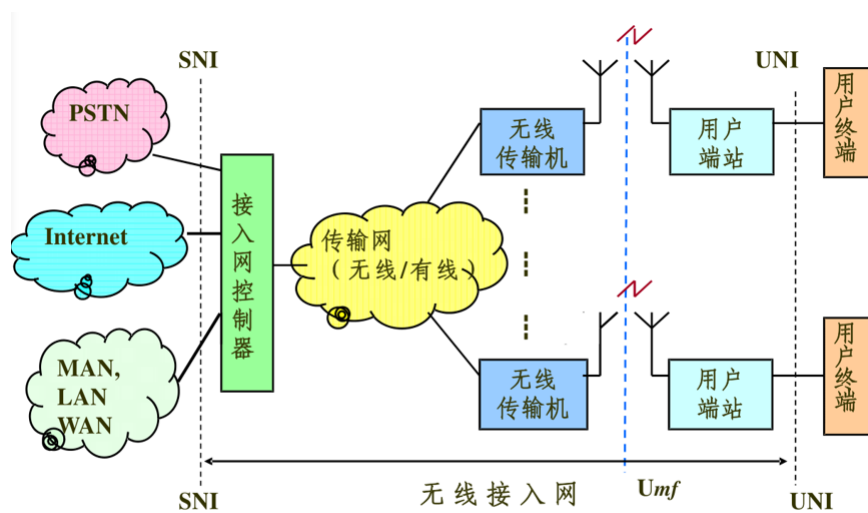 SNI
UNI
PSTN
Internet
MAN,
LAN
WAN
接入网控制器
传输网
（无线/有线）
无线
传输机
用户
端站
用户终端
无线
传输机
用户
端站
用户终端
SNI
无线接入网
Umf
UNI